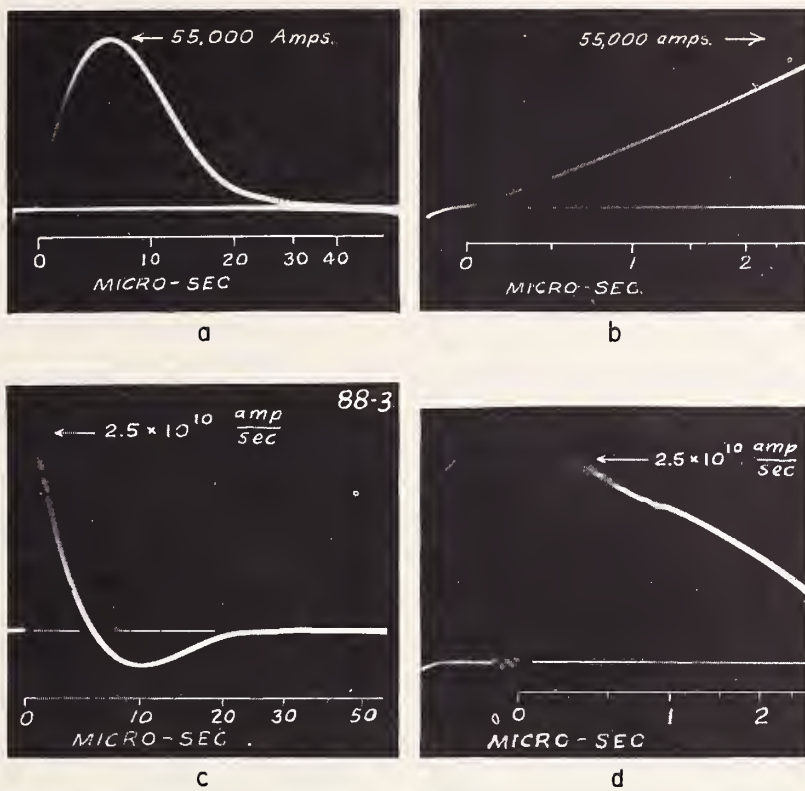 ← 55,000 Amps.
0 10 20 30 40
MICRO-SEC
a
55,000 amps. →
0 1 2
MICRO-SEC.
b
88-3
← 2.5 × 10¹⁰ amp
sec
0 10 20 30 50
MICRO-SEC.
c
← 2.5 × 10¹⁰ amp
sec
0 1 2
MICRO-SEC
d